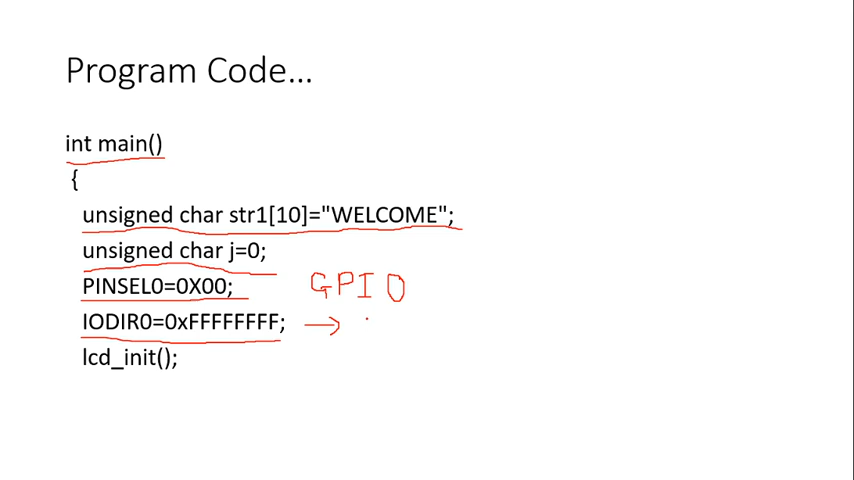 Program Code...
int main()
{
unsigned char str1[10]="WELCOME";
unsigned char j=0;
PINSEL0=0X00; GPIO
IODIR0=0xFFFFFFFF; →
lcd_init();